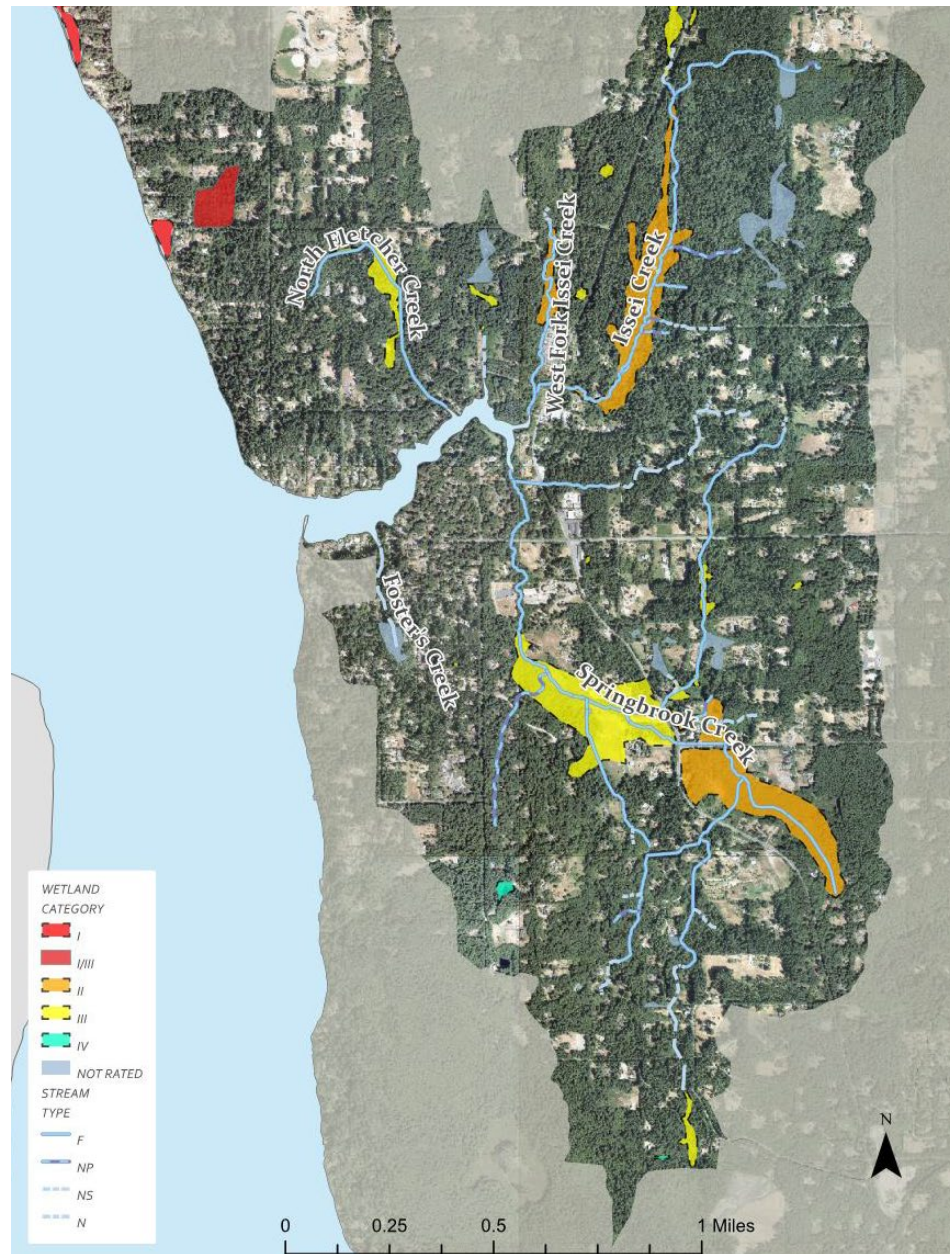 North Fletcher Creek
West Fork Issei Creek
Issei Creek
Foster's Creek
Springbrook Creek
WETLAND
CATEGORY
I
I/III
II
III
IV
NOT RATED
STREAM
TYPE
F
NP
NS
N
N
0 0.25 0.5 1 Miles